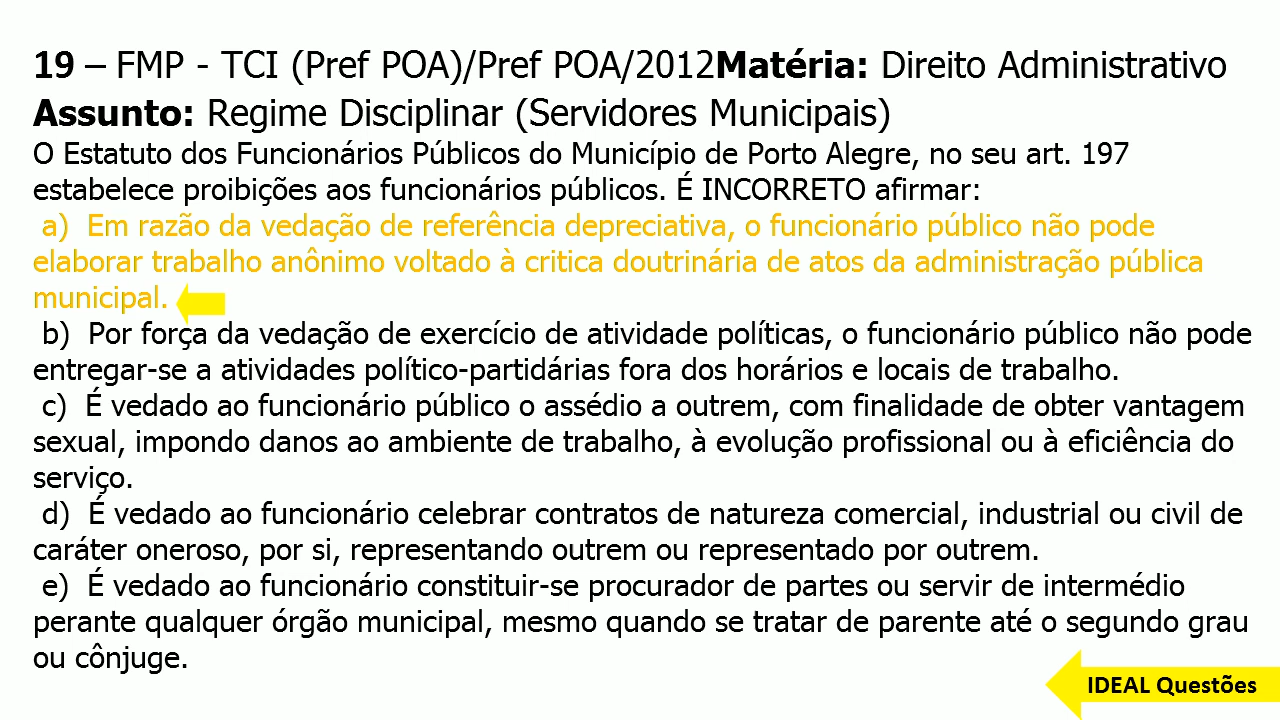 19 – FMP - TCI (Pref POA)/Pref POA/2012Matéria: Direito Administrativo
Assunto: Regime Disciplinar (Servidores Municipais)
O Estatuto dos Funcionários Públicos do Município de Porto Alegre, no seu art. 197
estabelece proibições aos funcionários públicos. É INCORRETO afirmar:
a) Em razão da vedação de referência depreciativa, o funcionário público não pode
elaborar trabalho anônimo voltado à critica doutrinária de atos da administração pública
municipal.
b) Por força da vedação de exercício de atividade políticas, o funcionário público não pode
entregar-se a atividades político-partidárias fora dos horários e locais de trabalho.
c) É vedado ao funcionário público o assédio a outrem, com finalidade de obter vantagem
sexual, impondo danos ao ambiente de trabalho, à evolução profissional ou à eficiência do
serviço.
d) É vedado ao funcionário celebrar contratos de natureza comercial, industrial ou civil de
caráter oneroso, por si, representando outrem ou representado por outrem.
e) É vedado ao funcionário constituir-se procurador de partes ou servir de intermédio
perante qualquer órgão municipal, mesmo quando se tratar de parente até o segundo grau
ou cônjuge.
IDEAL Questões